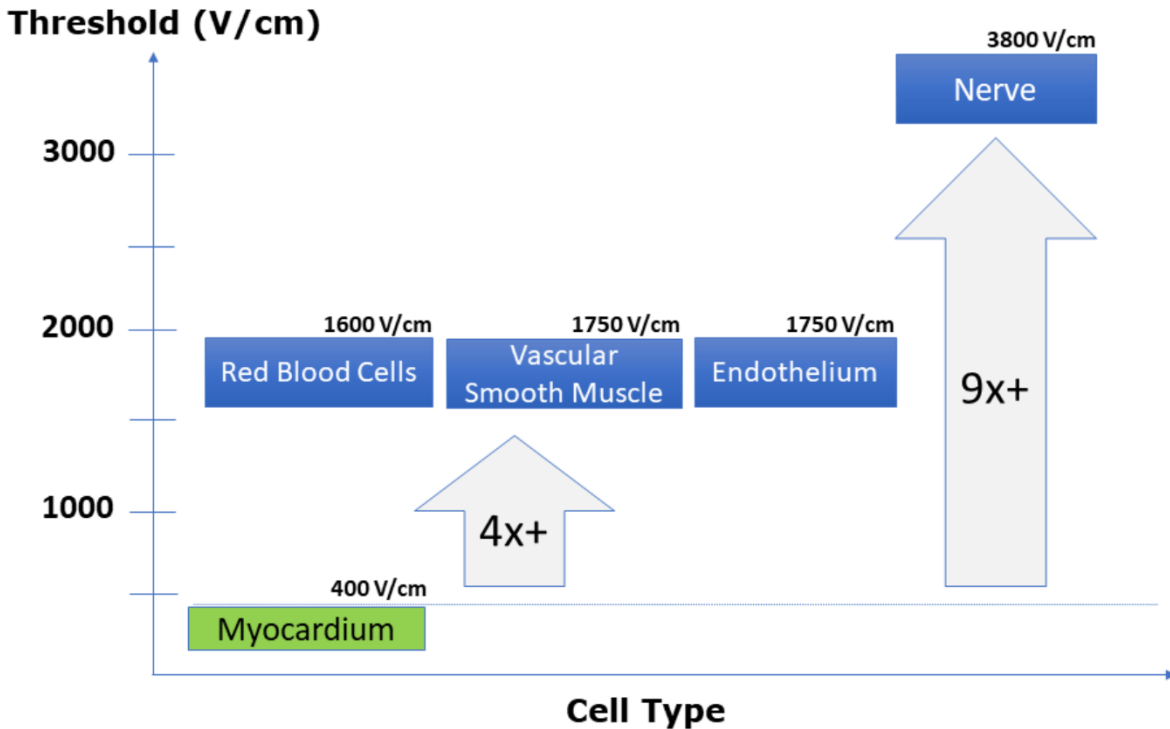 Threshold (V/cm)
3800 V/cm
Nerve
3000
2000
1600 V/cm
1750 V/cm
1750 V/cm
Red Blood Cells
Vascular
Smooth Muscle
Endothelium
9x+
1000
4x+
400 V/cm
Myocardium
Cell Type